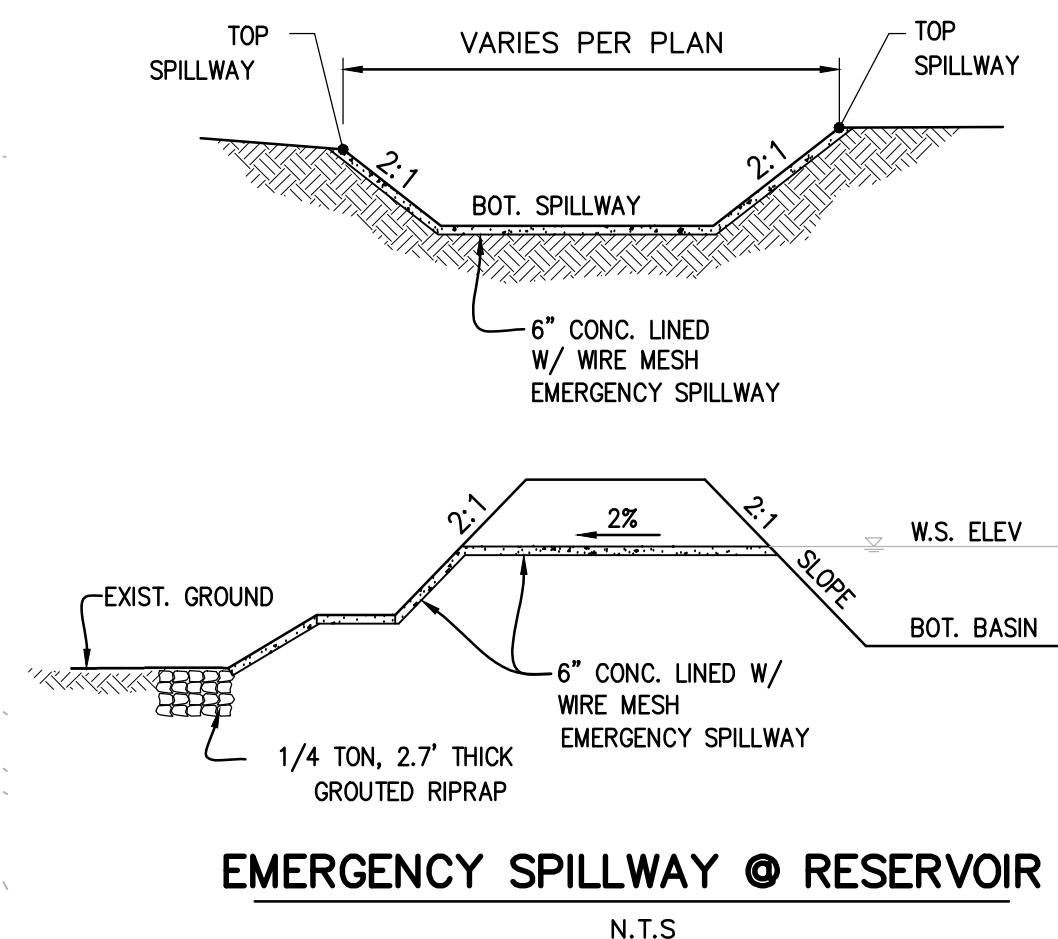 TOP
SPILLWAY
VARIES PER PLAN
TOP
SPILLWAY
2:1
2:1
BOT. SPILLWAY
6" CONC. LINED
W/ WIRE MESH
EMERGENCY SPILLWAY
2:1
2%
2:1
W.S. ELEV
SLOPE
EXIST. GROUND
BOT. BASIN
6" CONC. LINED W/
WIRE MESH
EMERGENCY SPILLWAY
1/4 TON, 2.7' THICK
GROUTED RIPRAP
EMERGENCY SPILLWAY @ RESERVOIR
N.T.S